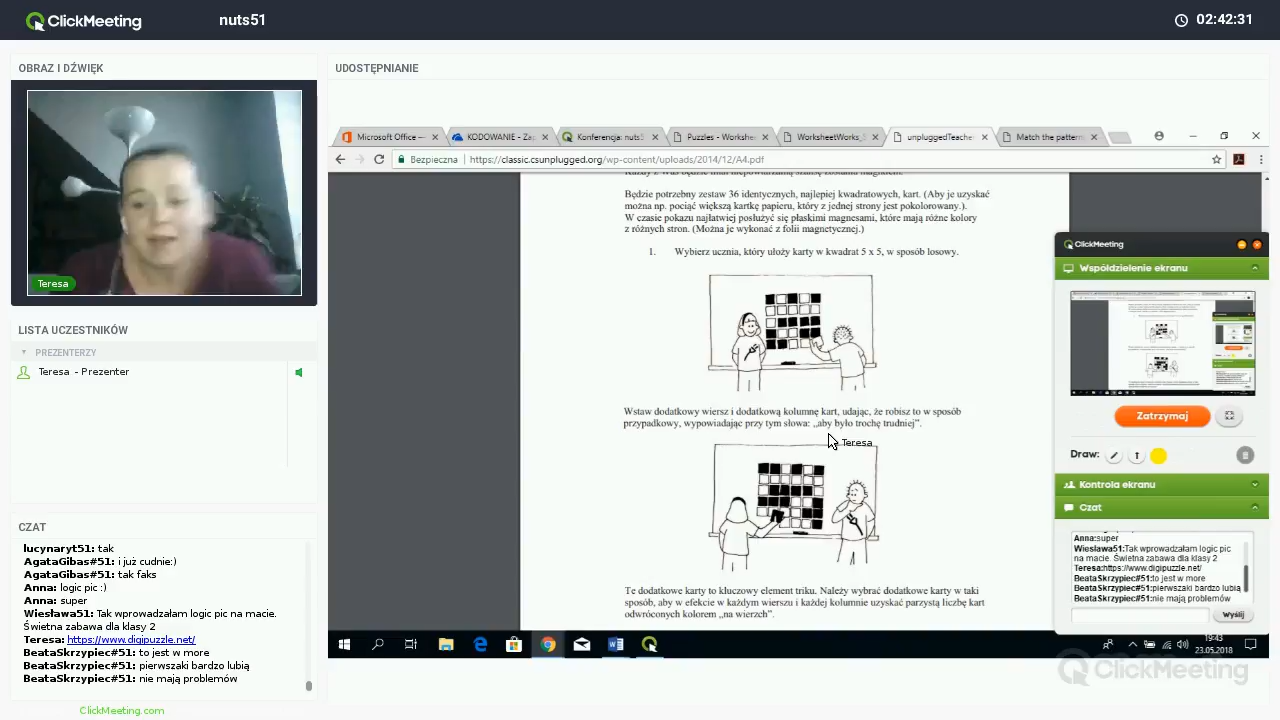 ClickMeeting
nuts51
02:42:31
OBRAZ I DŹWIĘK
Teresa
LISTA UCZESTNIKÓW
PREZENTERZY
Teresa - Prezenter
CZAT
lucynaryt51: tak
AgataGibas#51: i już cudnie:)
AgataGibas#51: tak faks
Anna: logic pic :)
Anna: super
Wiesława51: Tak wprowadzałam logic pic na macie.
Świetna zabawa dla klasy 2
Teresa: https://www.digipuzzle.net/
BeataSkrzypiec#51: to jest w more
BeataSkrzypiec#51: pierwszaki bardzo lubią
BeataSkrzypiec#51: nie mają problemów
ClickMeeting.com
UDOSTĘPNIANIE
Microsoft Office —
KODOWANIE - Zap
Konferencja: nuts5
Puzzles - Workshe
WorksheetWorks_S
unpluggedTeache
Match the pattern
Bezpieczna
https://classic.csunplugged.org/wp-content/uploads/2014/12/A4.pdf
Będzie potrzebny zestaw 36 identycznych, najlepiej kwadratowych, kart. (Aby je uzyskać
można np. pociąć większą kartkę papieru, który z jednej strony jest pokolorowany.).
W czasie pokazu najłatwiej posłużyć się płaskimi magnesami, które mają różne kolory
z różnych stron. (Można je wykonać z folii magnetycznej.)
1. Wybierz ucznia, który ułoży karty w kwadrat 5 x 5, w sposób losowy.
Wstaw dodatkowy wiersz i dodatkową kolumnę kart, udając, że robisz to w sposób
przypadkowy, wypowiadając przy tym słowa: „aby było trochę trudniej”.
Teresa
Te dodatkowe karty to kluczowy element triku. Należy wybrać dodatkowe karty w taki
sposób, aby w efekcie w każdym wierszu i każdej kolumnie uzyskać parzystą liczbę kart
odwróconych kolorem „na wierzch”.
ClickMeeting
Współdzielenie ekranu
Zatrzymaj
Draw:
Kontrola ekranu
Czat
Anna:super
Wiesława51:Tak wprowadzałam logic pic
na macie. Świetna zabawa dla klasy 2
Teresa:https://www.digipuzzle.net/
BeataSkrzypiec#51:to jest w more
BeataSkrzypiec#51:pierwszaki bardzo lubią
BeataSkrzypiec#51:nie mają problemów
Wyślij
19:43
23.05.2018
ClickMeeting